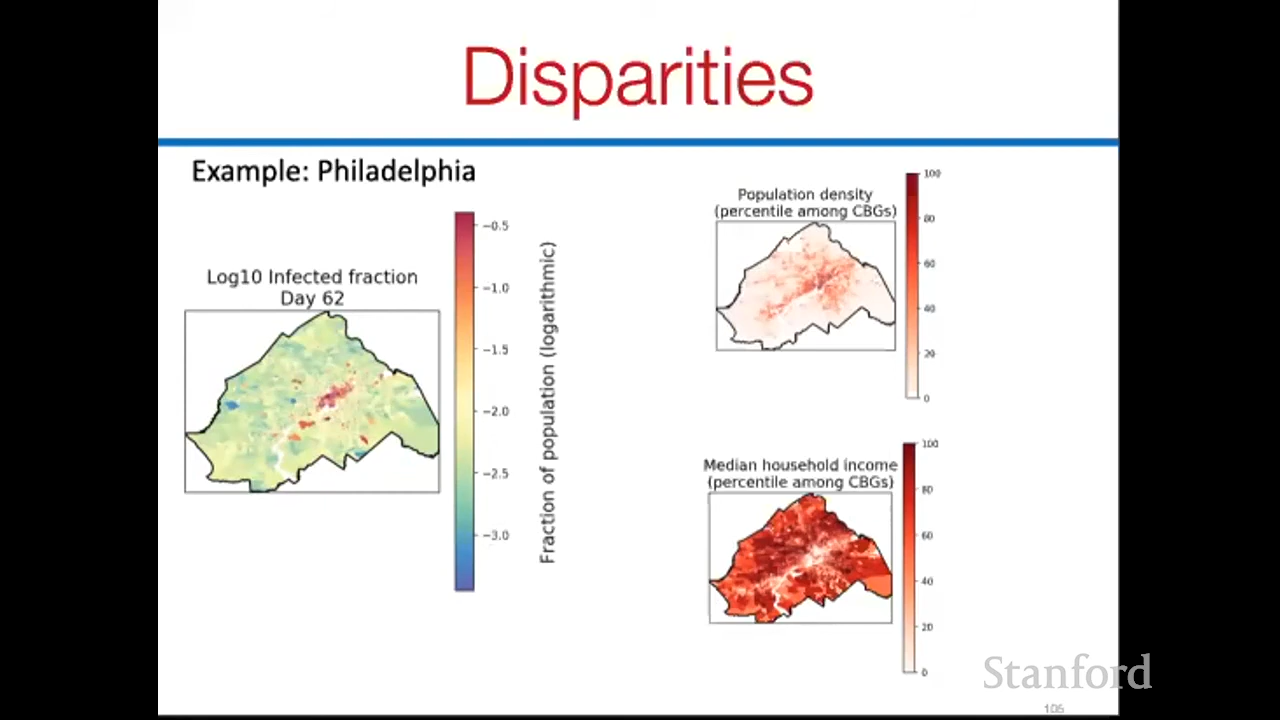 Disparities
Example: Philadelphia
Log10 Infected fraction
Day 62
−0.5
−1.0
−1.5
−2.0
−2.5
−3.0
Fraction of population (logarithmic)
Population density
(percentile among CBGs)
100
80
60
40
20
0
Median household income
(percentile among CBGs)
100
80
60
40
20
0
Stanford
106